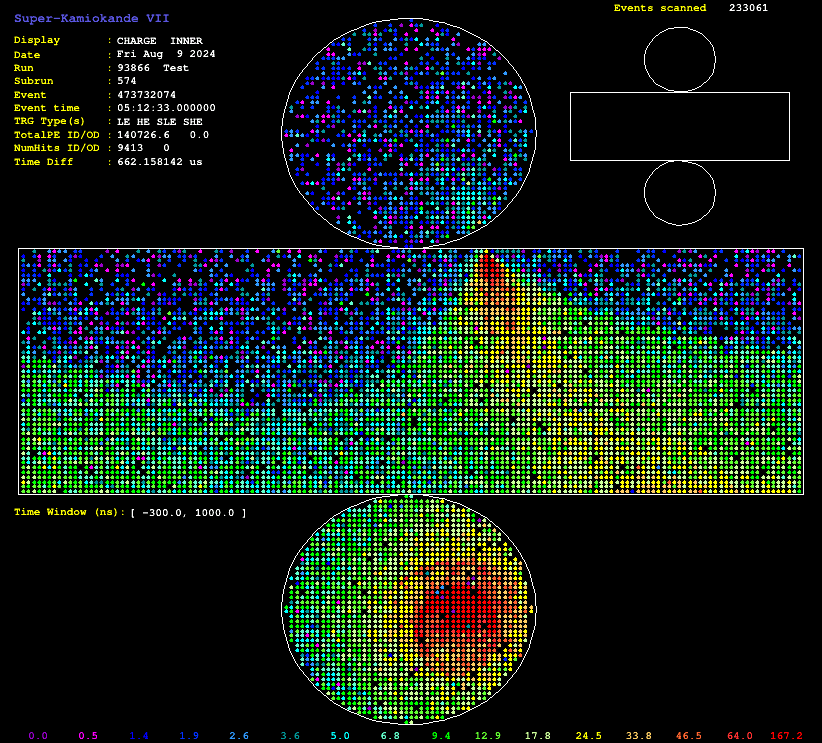 Super-Kamiokande VII
Events scanned 233061
Display : CHARGE INNER
Date : Fri Aug 9 2024
Run : 93866 Test
Subrun : 574
Event : 473732074
Event time : 05:12:33.000000
TRG Type(s) : LE HE SLE SHE
TotalPE ID/OD : 140726.6 0.0
NumHits ID/OD : 9413 0
Time Diff : 662.158142 us
Time Window (ns): [ -300.0, 1000.0 ]
0.0 0.5 1.4 1.9 2.6 3.6 5.0 6.8 9.4 12.9 17.8 24.5 33.8 46.5 64.0 167.2